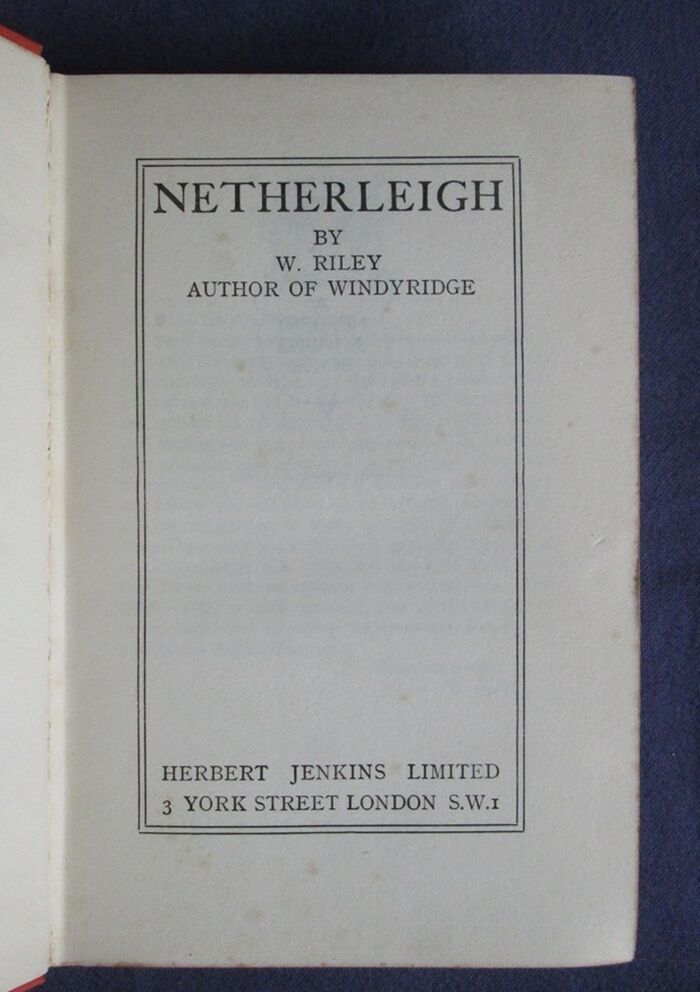 NETHERLEIGH
BY
W. RILEY
AUTHOR OF WINDYRIDGE
HERBERT JENKINS LIMITED
3 YORK STREET LONDON S.W.1